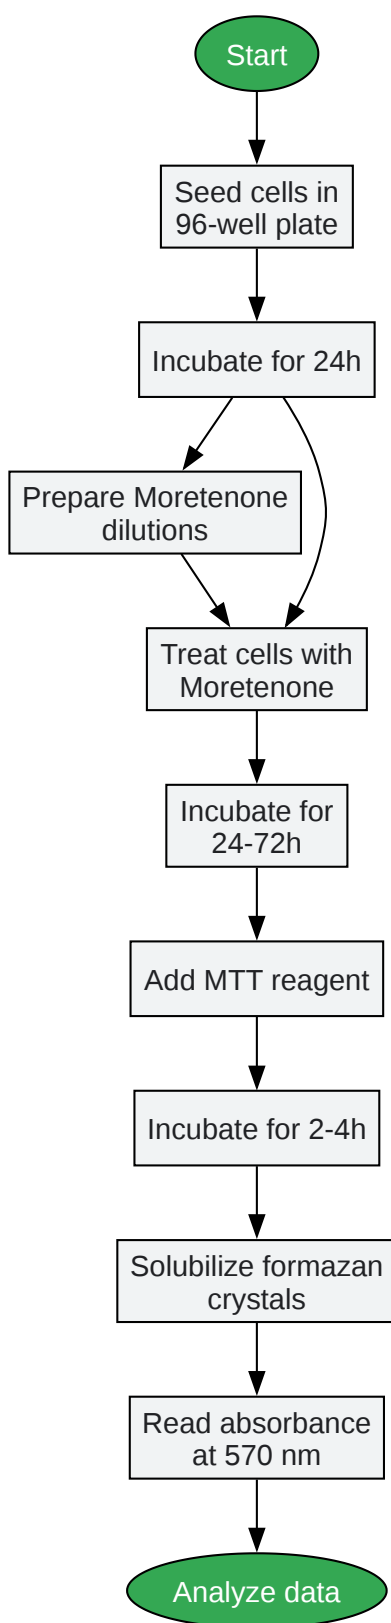 Start
Seed cells in
96-well plate
Incubate for 24h
Prepare Moretenone
dilutions
Treat cells with
Moretenone
Incubate for
24-72h
Add MTT reagent
Incubate for 2-4h
Solubilize formazan
crystals
Read absorbance
at 570 nm
Analyze data